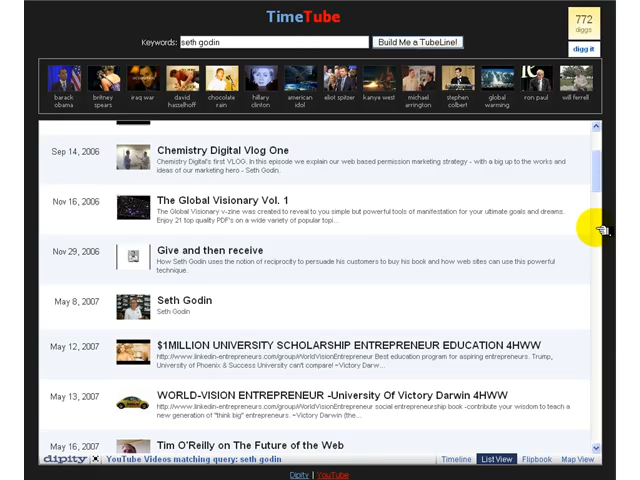 TimeTube
772
diggs
digg it
Keywords: seth godin Build Me a TubeLine!
barack obama
britney spears
iraq war
david hasselhoff
chocolate rain
hillary clinton
american idol
eliot spitzer
kanye west
michael arrington
stephen colbert
global warming
ron paul
will ferrell
Sep 14, 2006 Chemistry Digital Vlog One
Chemistry Digital's first VLOG. In this episode we explain our web based permission marketing strategy - with a big up to the works and
ideas of our marketing hero - Seth Godin.
Nov 16, 2006 The Global Visionary Vol. 1
The Global Visionary v-zine was created to reveal to you simple but powerful tools of manifestation for your ultimate goals and dreams.
Enjoy 21 top quality PDF's on a wide variety of popular topi...
Nov 29, 2006 Give and then receive
How Seth Godin uses the notion of reciprocity to persuade his customers to buy his book and how web sites can use this powerful
technique.
May 8, 2007 Seth Godin
Seth Godin
May 12, 2007 $1MILLION UNIVERSITY SCHOLARSHIP ENTREPRENEUR EDUCATION 4HWW
http://www.linkedin-entrepreneurs.com/group/WorldVisionEntrepreneur Best education program for aspiring entrepreneurs. Trump,
University of Phoenix & Success University can't compare! ~Victory Darw...
May 13, 2007 WORLD-VISION ENTREPRENEUR -University Of Victory Darwin 4HWW
http://www.linkedin-entrepreneurs.com social entrepreneurship book -contribute your wisdom to teach a
new generation of "think big" entrepreneurs. ~Victory Darwin (the...
May 16, 2007 Tim O'Reilly on The Future of the Web
dipity YouTube Videos matching query: seth godin Timeline List View Flipbook Map View
Dipity | YouTube